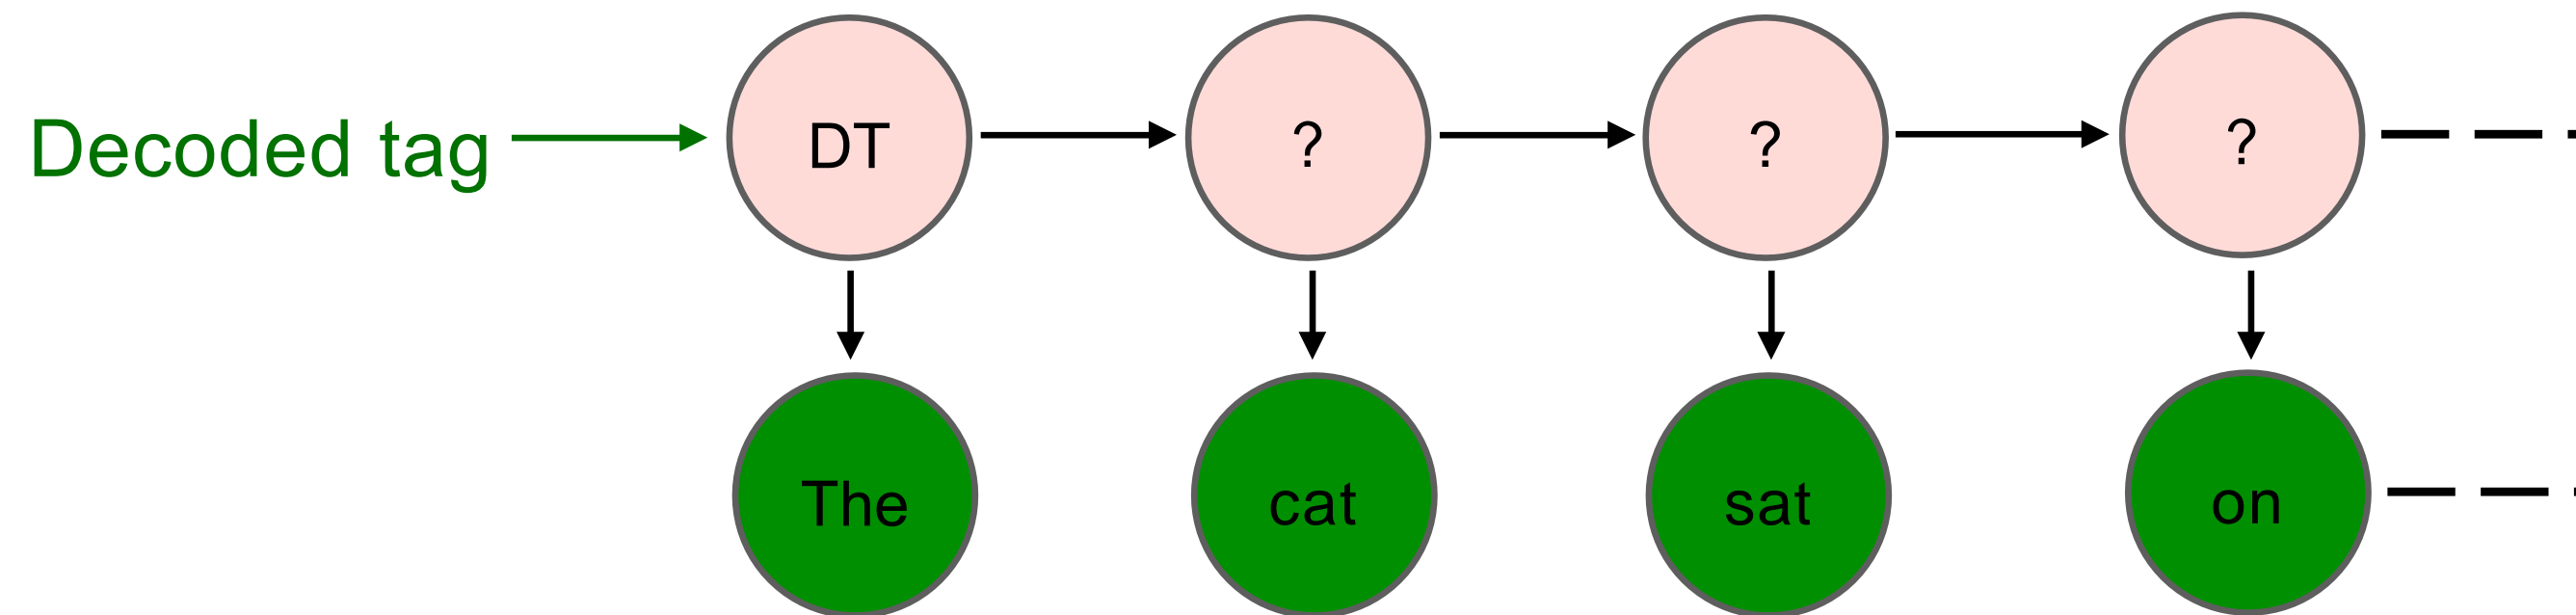 Decoded tag DT ? ? ?
The cat sat on